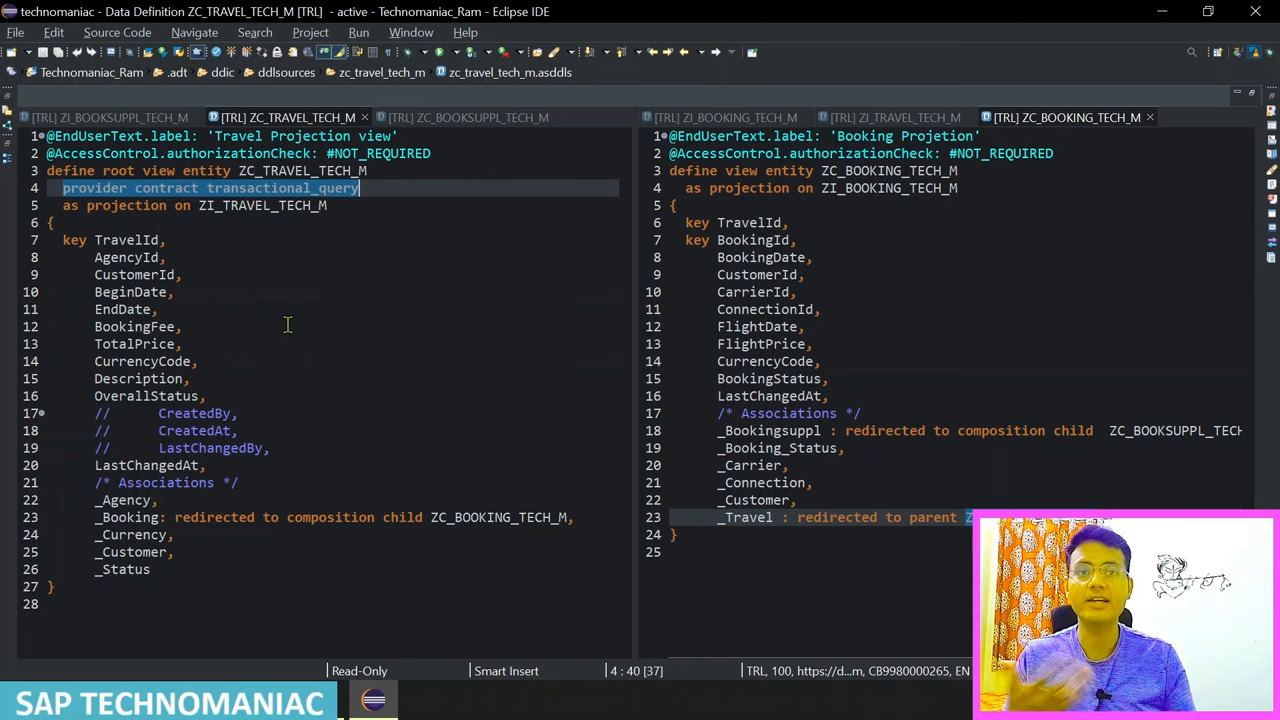 technomaniac - Data Definition ZC_TRAVEL_TECH_M [TRL] - active - Technomaniac_Ram - Eclipse IDE
File Edit Source Code Navigate Search Project Run Window Help
Technomaniac_Ram .adt ddic ddlsources zc_travel_tech_m zc_travel_tech_m.asddls
[TRL] ZI_BOOKSUPPL_TECH_M [TRL] ZC_TRAVEL_TECH_M [TRL] ZC_BOOKSUPPL_TECH_M
1 @EndUserText.label: 'Travel Projection view'
2 @AccessControl.authorizationCheck: #NOT_REQUIRED
3 define root view entity ZC_TRAVEL_TECH_M
4 provider contract transactional_query
5 as projection on ZI_TRAVEL_TECH_M
6 {
7 key TravelId,
8 AgencyId,
9 CustomerId,
10 BeginDate,
11 EndDate,
12 BookingFee,
13 TotalPrice,
14 CurrencyCode,
15 Description,
16 OverallStatus,
17 // CreatedBy,
18 // CreatedAt,
19 // LastChangedBy,
20 LastChangedAt,
21 /* Associations */
22 _Agency,
23 _Booking: redirected to composition child ZC_BOOKING_TECH_M,
24 _Currency,
25 _Customer,
26 _Status
27 }
28
[TRL] ZI_BOOKING_TECH_M [TRL] ZI_TRAVEL_TECH_M [TRL] ZC_BOOKING_TECH_M
1 @EndUserText.label: 'Booking Projetion'
2 @AccessControl.authorizationCheck: #NOT_REQUIRED
3 define view entity ZC_BOOKING_TECH_M
4 as projection on ZI_BOOKING_TECH_M
5 {
6 key TravelId,
7 key BookingId,
8 BookingDate,
9 CustomerId,
10 CarrierId,
11 ConnectionId,
12 FlightDate,
13 FlightPrice,
14 CurrencyCode,
15 BookingStatus,
16 LastChangedAt,
17 /* Associations */
18 _Bookingsuppl : redirected to composition child ZC_BOOKSUPPL_TECH
19 _Booking_Status,
20 _Carrier,
21 _Connection,
22 _Customer,
23 _Travel : redirected to parent Z
24 }
25
Read-Only Smart Insert 4 : 40 [37] TRL, 100, https://d...m, CB9980000265, EN
SAP TECHNOMANIAC